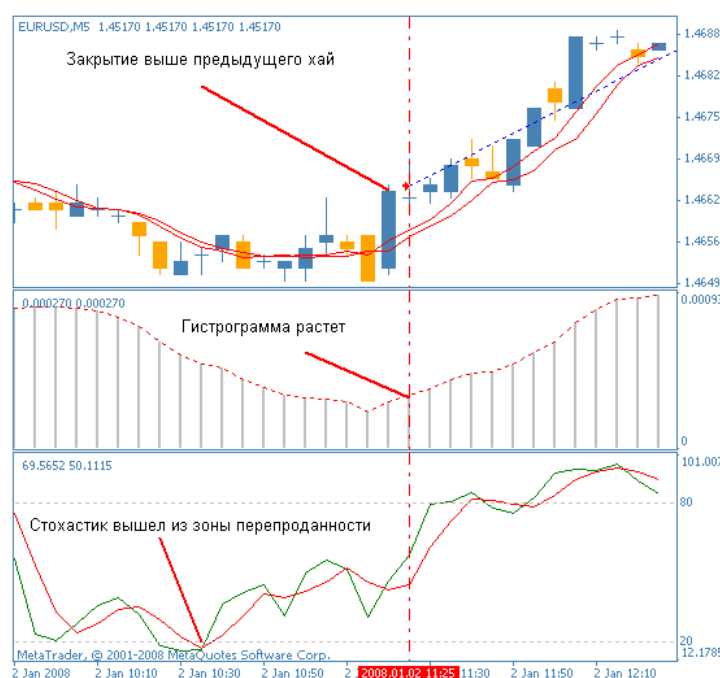 EURUSD,M5 1.45170 1.45170 1.45170 1.45170
Закрытие выше предыдущего хай
1.4688
1.4682
1.4675
1.4669
1.4662
1.4656
1.4649
0.000270 0.000270
0.00093
Гистрограмма растет
0
69.5652 50.1115
101.007
80
Стохастик вышел из зоны перепроданности
20
12.1785
MetaTrader, © 2001-2008 MetaQuotes Software Corp.
2 Jan 2008 2 Jan 10:10 2 Jan 10:30 2 Jan 10:50 2 J 2008.01.02 11:25 11:30 2 Jan 11:50 2 Jan 12:10